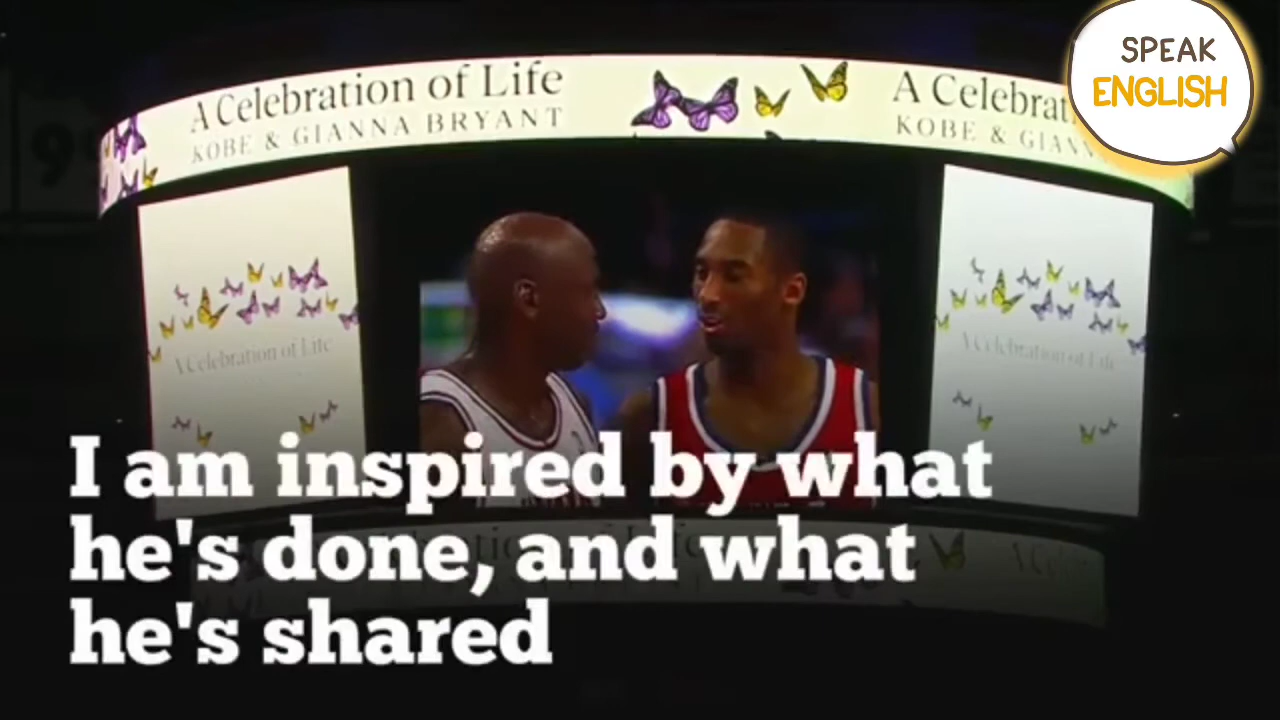 SPEAK
ENGLISH
A Celebration of Life
KOBE & GIANNA BRYANT
A Celebrat
KOBE & GIANN
A Celebration of Life
A Celebration of Life
I am inspired by what
he's done, and what
he's shared